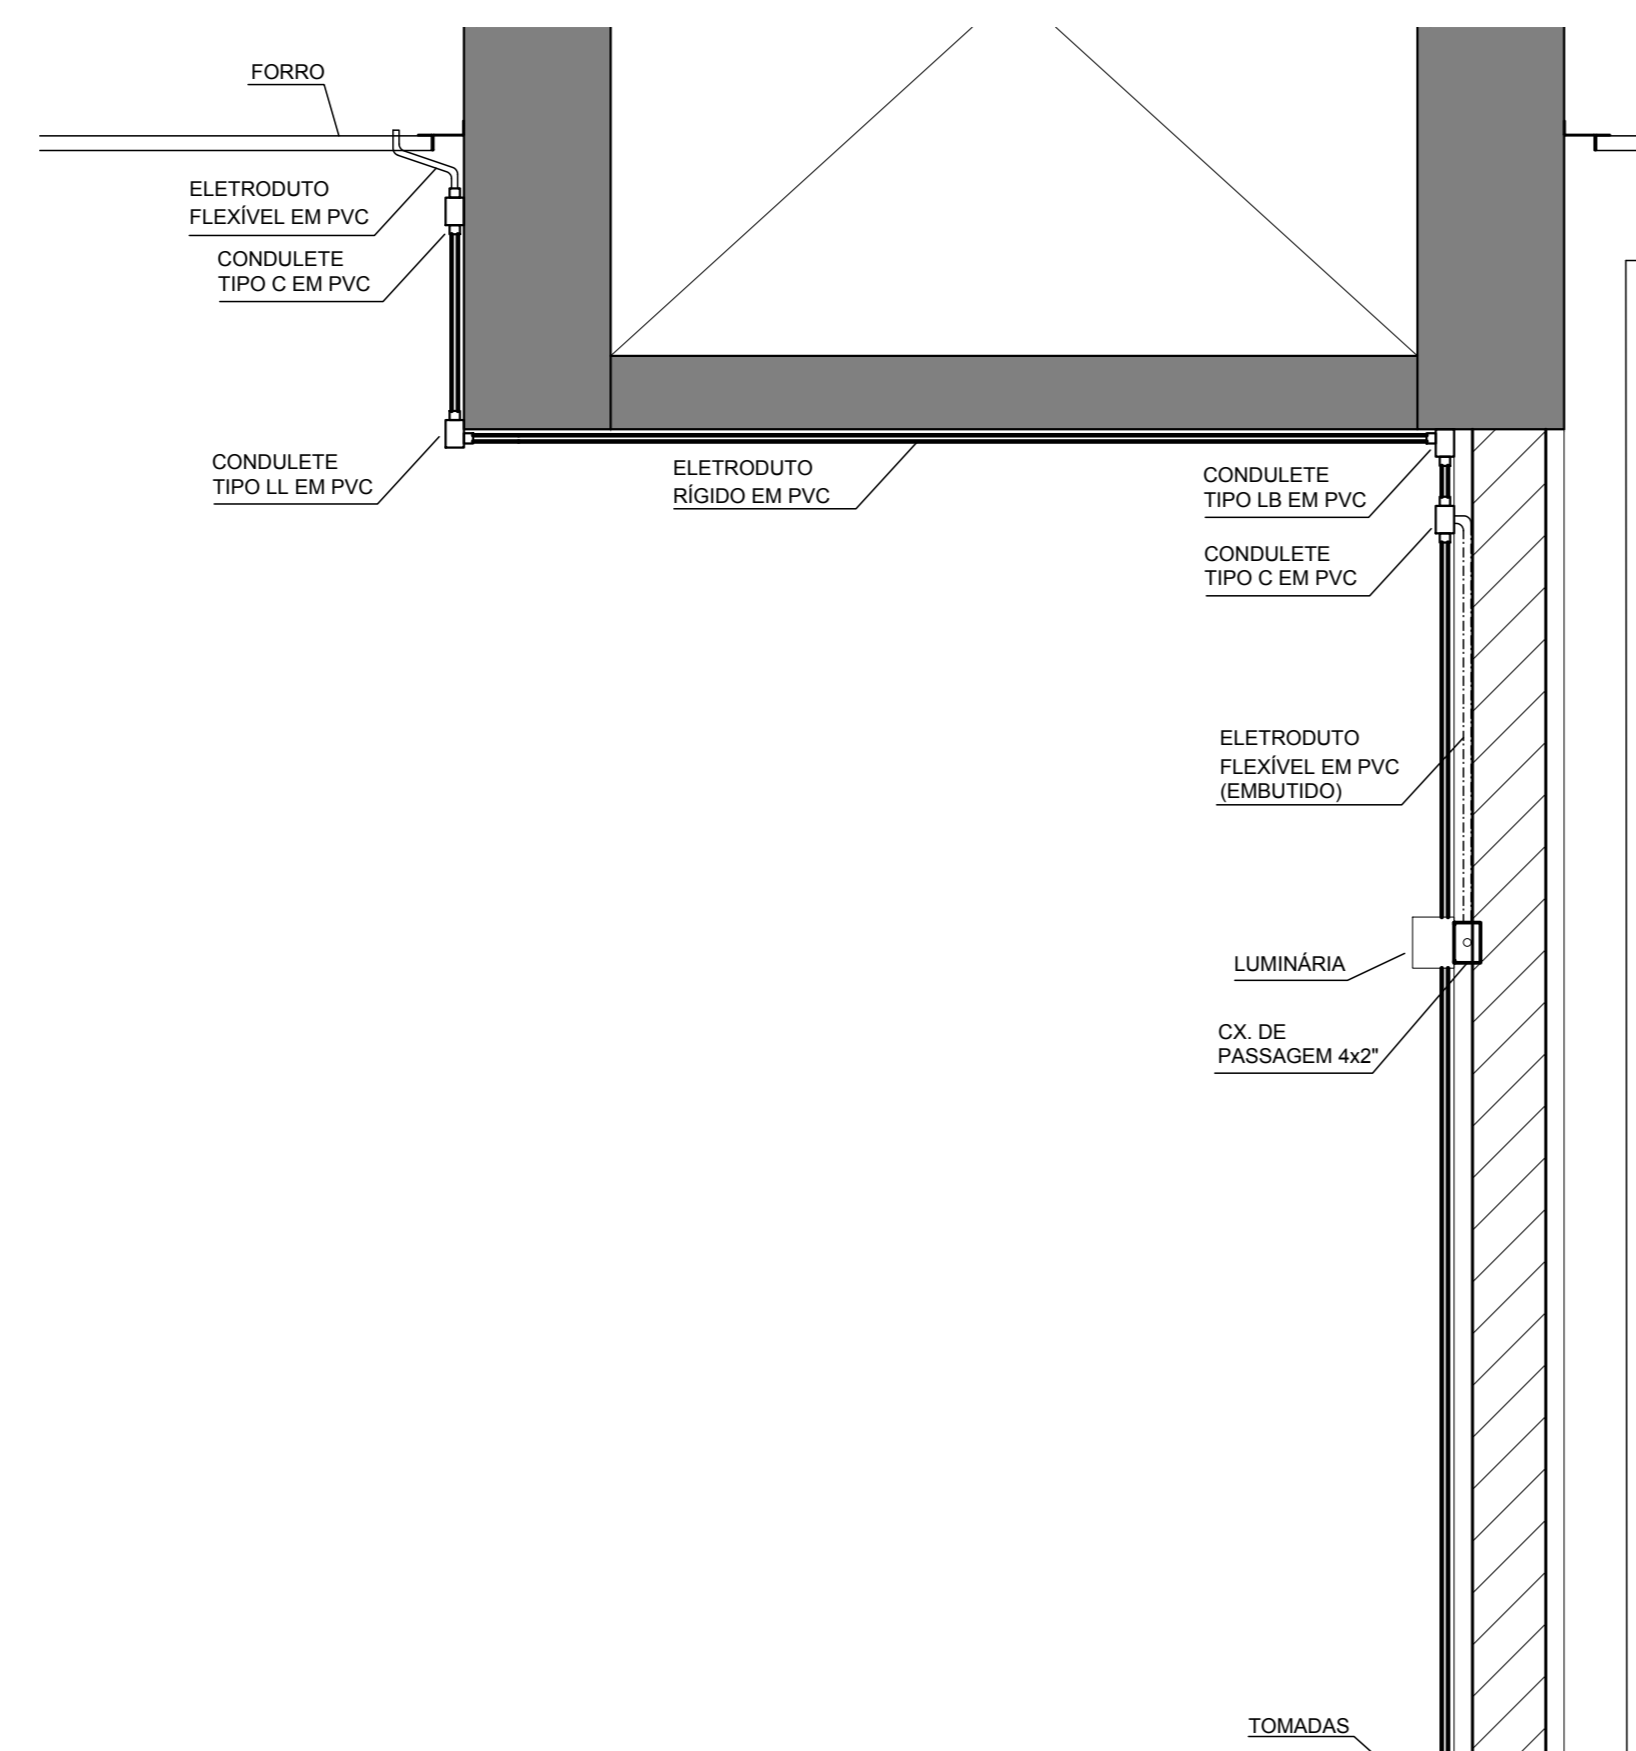 FORRO
ELETRODUTO
FLEXÍVEL EM PVC
CONDULETE
TIPO C EM PVC
CONDULETE
TIPO LL EM PVC
ELETRODUTO
RÍGIDO EM PVC
CONDULETE
TIPO LB EM PVC
CONDULETE
TIPO C EM PVC
ELETRODUTO
FLEXÍVEL EM PVC
(EMBUTIDO)
LUMINÁRIA
CX. DE
PASSAGEM 4x2"
TOMADAS